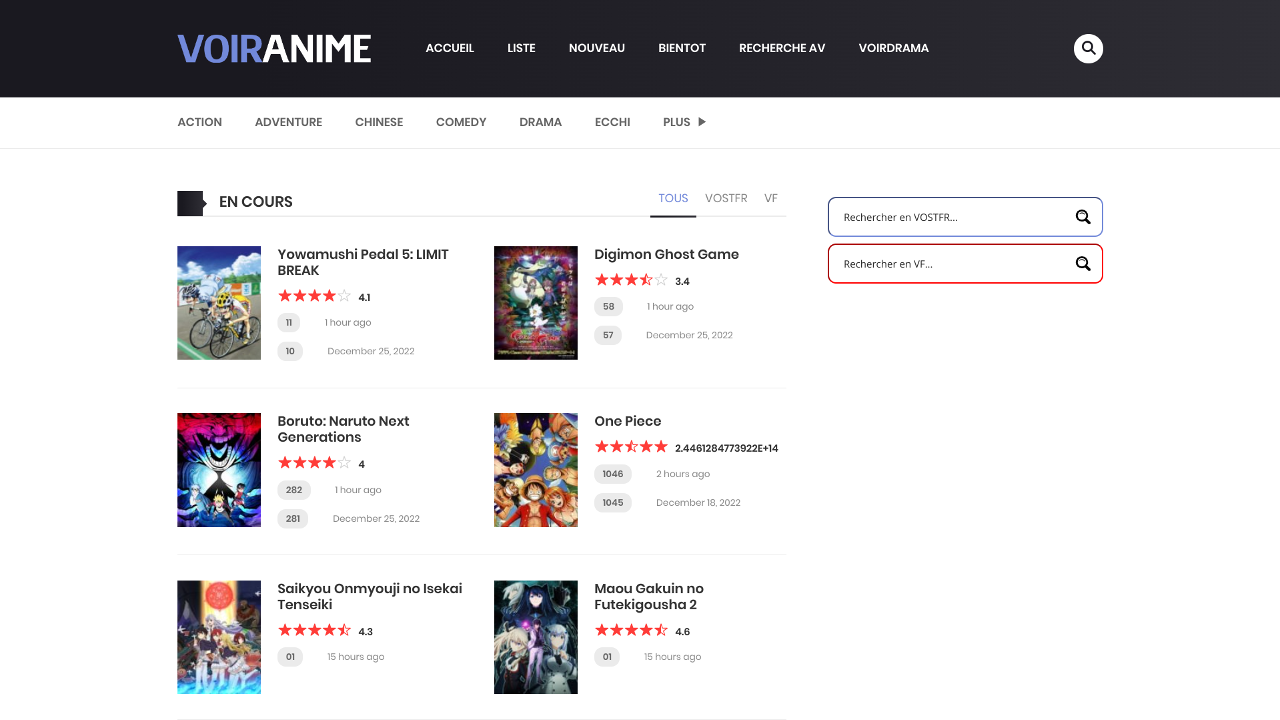 VOIRANIME
ACCUEIL LISTE NOUVEAU BIENTOT RECHERCHE AV VOIRDRAMA
ACTION ADVENTURE CHINESE COMEDY DRAMA ECCHI PLUS
EN COURS
TOUS VOSTFR VF
Rechercher en VOSTFR...
Rechercher en VF...
Yowamushi Pedal 5: LIMIT
BREAK
4.1
11 1 hour ago
10 December 25, 2022
Digimon Ghost Game
3.4
58 1 hour ago
57 December 25, 2022
Boruto: Naruto Next
Generations
4
282 1 hour ago
281 December 25, 2022
One Piece
2.4461284773922E+14
1046 2 hours ago
1045 December 18, 2022
Saikyou Onmyouji no Isekai
Tenseiki
4.3
01 15 hours ago
Maou Gakuin no
Futekigousha 2
4.6
01 15 hours ago